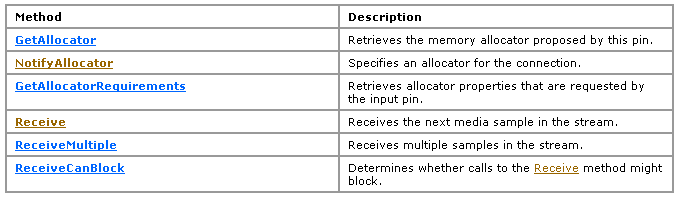 Method Description
GetAllocator Retrieves the memory allocator proposed by this pin.
NotifyAllocator Specifies an allocator for the connection.
GetAllocatorRequirements Retrieves allocator properties that are requested by
the input pin.
Receive Receives the next media sample in the stream.
ReceiveMultiple Receives multiple samples in the stream.
ReceiveCanBlock Determines whether calls to the Receive method might
block.